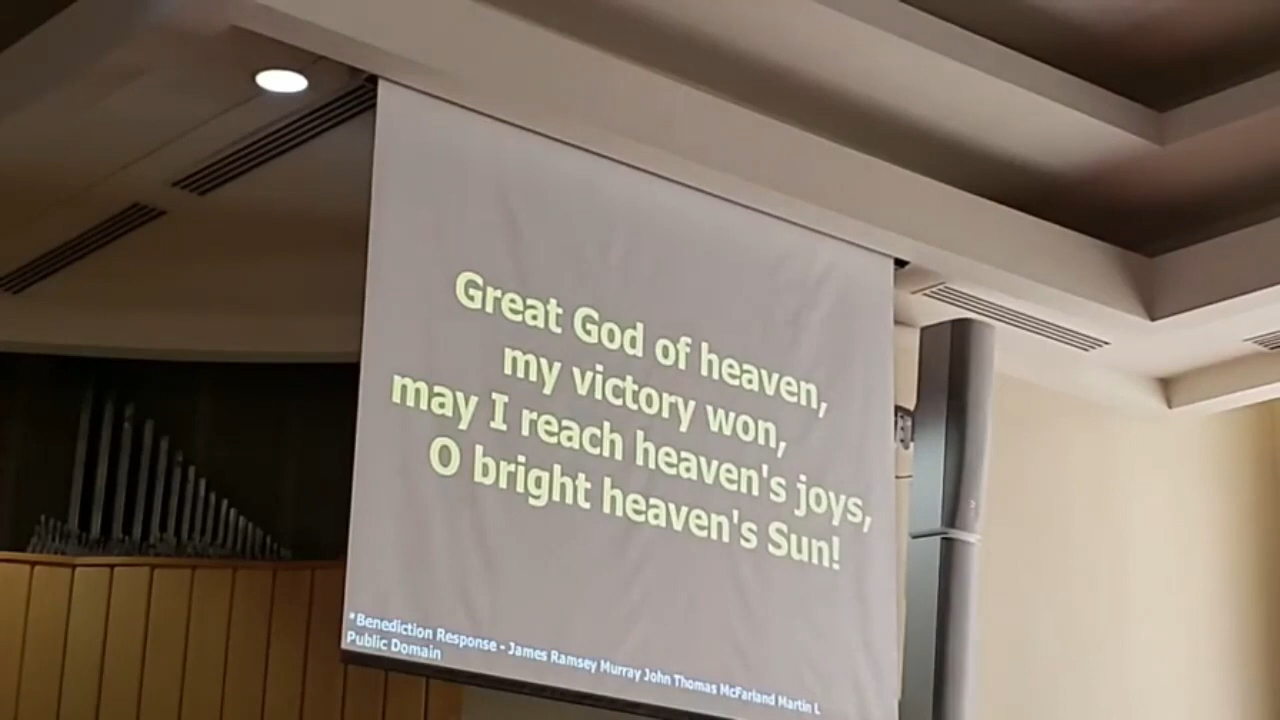 Great God of heaven,
my victory won,
may I reach heaven's joys,
O bright heaven's Sun!
*Benediction Response - James Ramsey Murray John Thomas McFarland Martin L
Public Domain